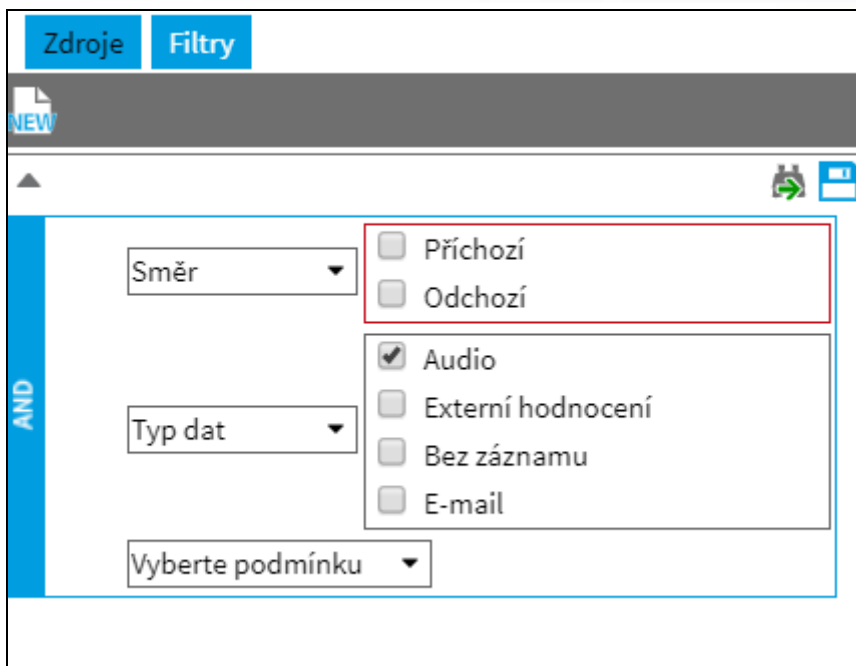 Zdroje Filtry
NEW
Směr
Příchozí
Odchozí
AND
Typ dat
Audio
Externí hodnocení
Bez záznamu
E-mail
Vyberte podmínku